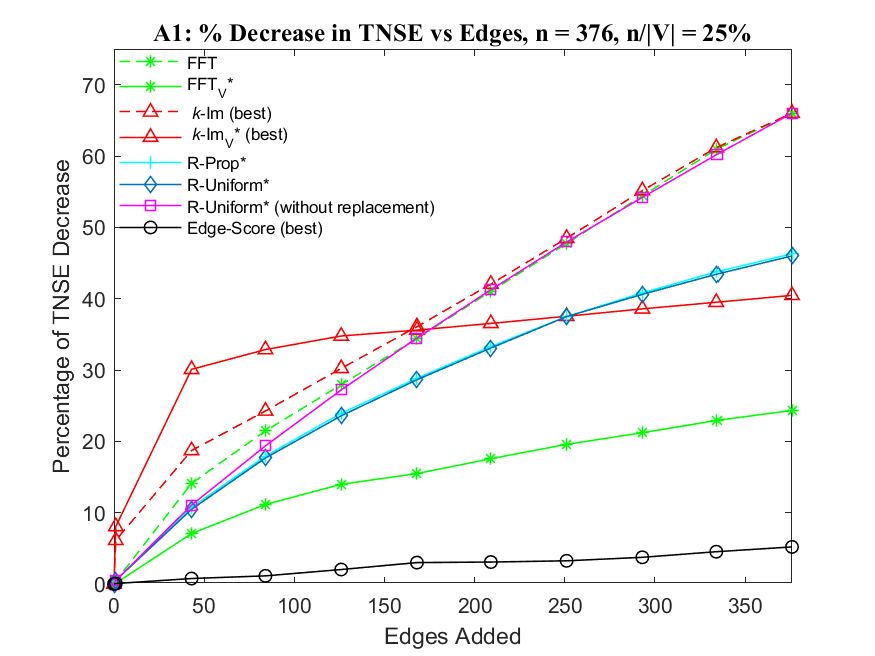 A1: % Decrease in TNSE vs Edges, n = 376, n/|V| = 25%
FFT
FFT_V*
k-Im (best)
k-Im_V* (best)
R-Prop*
R-Uniform*
R-Uniform* (without replacement)
Edge-Score (best)
Percentage of TNSE Decrease
70
60
50
40
30
20
10
0
0 50 100 150 200 250 300 350
Edges Added